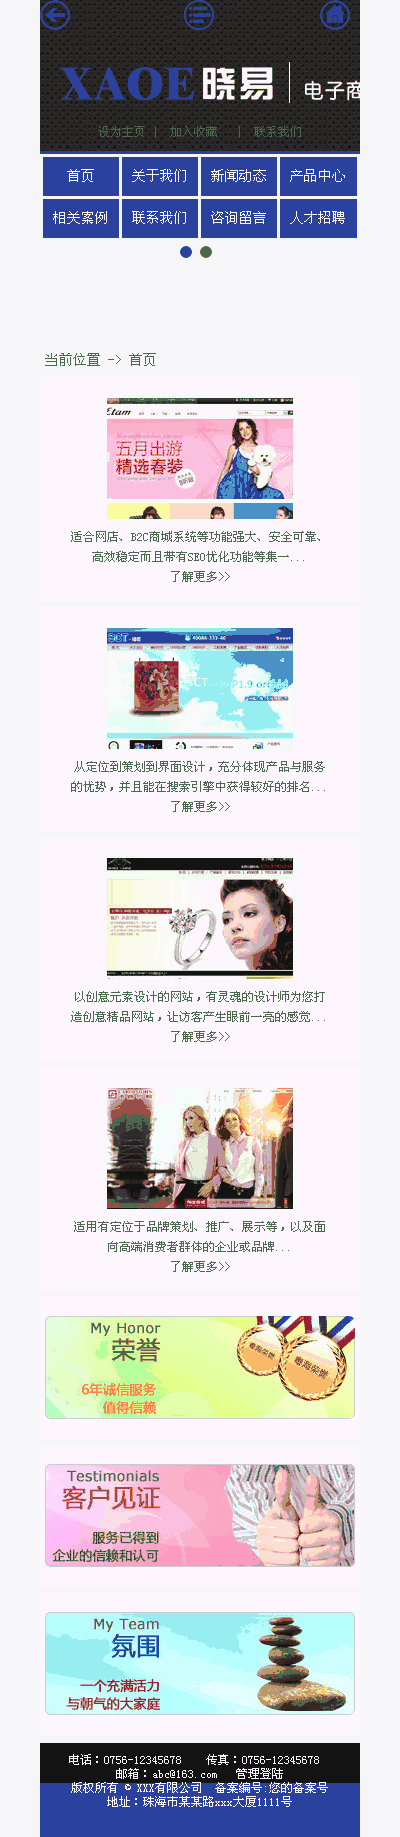 XAOE 晓易 | 电子商
设为主页 | 加入收藏 | 联系我们
首页 关于我们 新闻动态 产品中心
相关案例 联系我们 咨询留言 人才招聘
当前位置 -> 首页
Etam
五月出游
精选春装
适合网店、B2C商城系统等功能强大、安全可靠、
高效稳定而且带有SEO优化功能等集一...
了解更多>>
从定位到策划到界面设计，充分体现产品与服务
的优势，并且能在搜索引擎中获得较好的排名...
了解更多>>
以创意元素设计的网站，有灵魂的设计师为您打
造创意精品网站，让访客产生眼前一亮的感觉...
了解更多>>
适用有定位于品牌策划、推广、展示等，以及面
向高端消费者群体的企业或品牌...
了解更多>>
My Honor
荣誉
6年诚信服务
值得信赖
Testimonials
客户见证
服务已得到
企业的信赖和认可
My Team
氛围
一个充满活力
与朝气的大家庭
电话：0756-12345678 传真：0756-12345678
邮箱：abc@163.com 管理登陆
版权所有 © XXX有限公司 备案编号:您的备案号
地址：珠海市某某路xxx大厦1111号